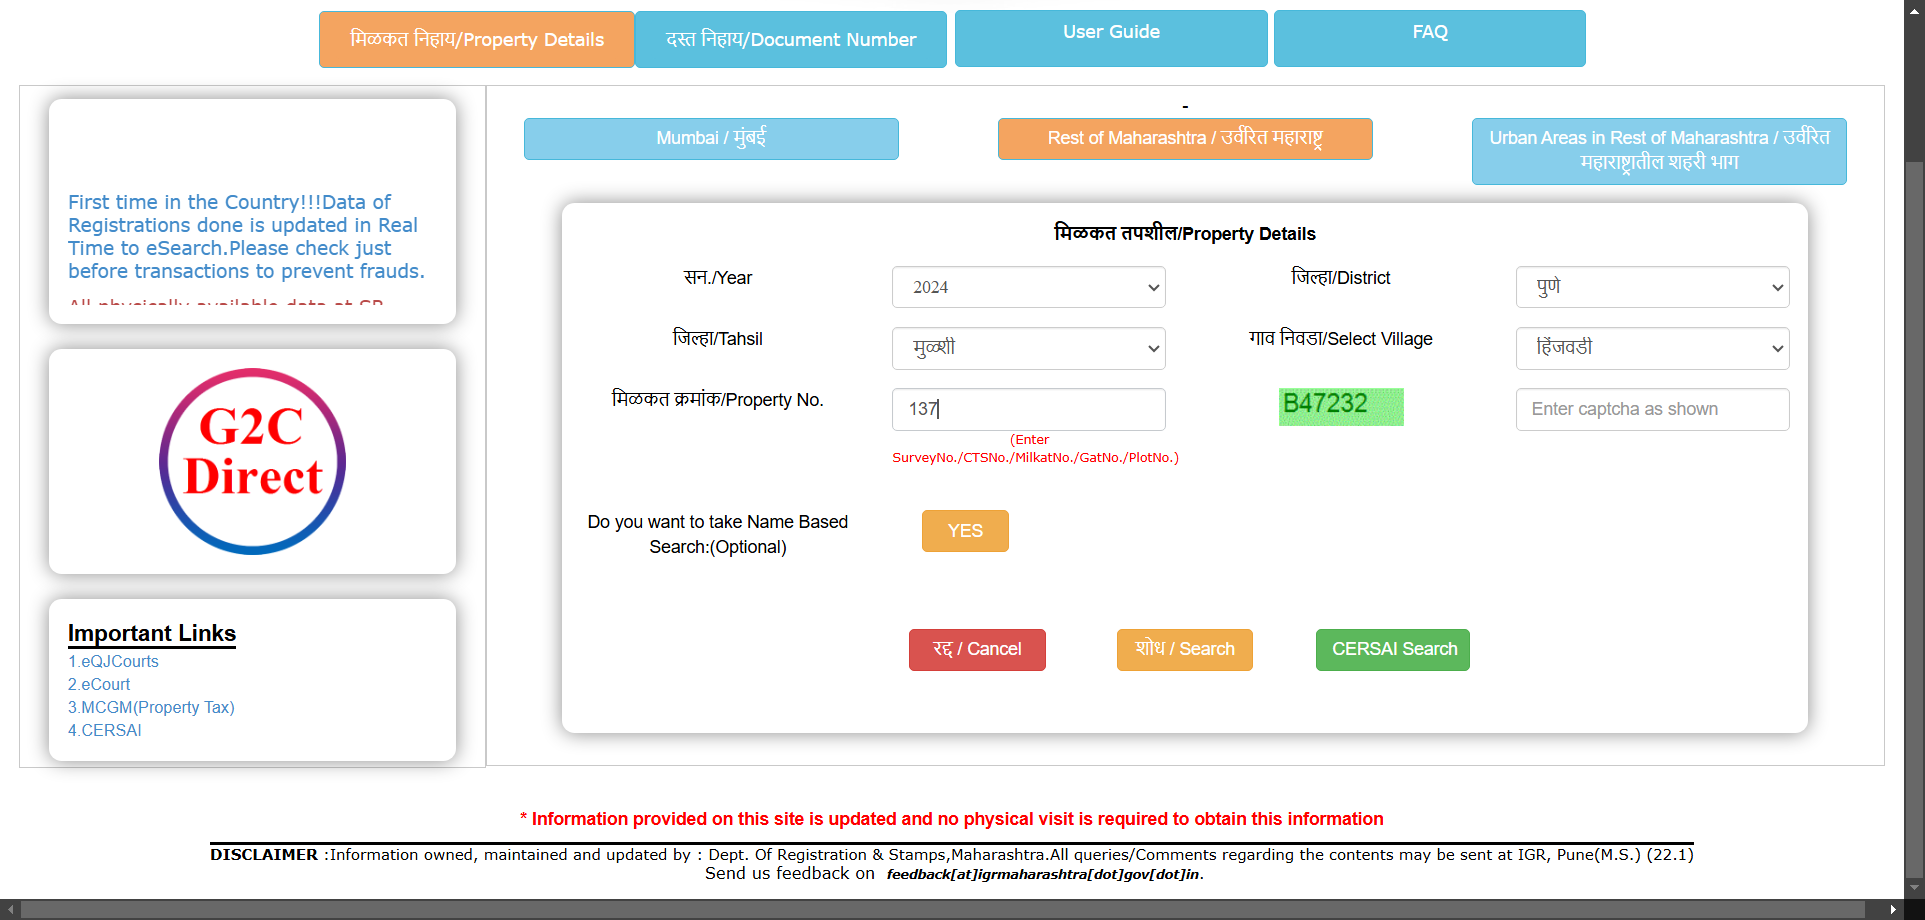 मिळकत निहाय/Property Details
दस्त निहाय/Document Number
User Guide
FAQ
First time in the Country!!!Data of
Registrations done is updated in Real
Time to eSearch.Please check just
before transactions to prevent frauds.
All physically available data at SR
G2C
Direct
Important Links
1.eQJCourts
2.eCourt
3.MCGM(Property Tax)
4.CERSAI
-
Mumbai / मुंबई
Rest of Maharashtra / उर्वरित महाराष्ट्र
Urban Areas in Rest of Maharashtra / उर्वरित
महाराष्ट्रातील शहरी भाग
मिळकत तपशील/Property Details
सन./Year
2024
जिल्हा/District
पुणे
जिल्हा/Tahsil
मुळशी
गाव निवडा/Select Village
हिंजवडी
मिळकत क्रमांक/Property No.
137
B47232
Enter captcha as shown
(Enter
SurveyNo./CTSNo./MilkatNo./GatNo./PlotNo.)
Do you want to take Name Based
Search:(Optional)
YES
रद्द / Cancel
शोध / Search
CERSAI Search
* Information provided on this site is updated and no physical visit is required to obtain this information
DISCLAIMER :Information owned, maintained and updated by : Dept. Of Registration & Stamps,Maharashtra.All queries/Comments regarding the contents may be sent at IGR, Pune(M.S.) (22.1)
Send us feedback on feedback[at]igrmaharashtra[dot]gov[dot]in.